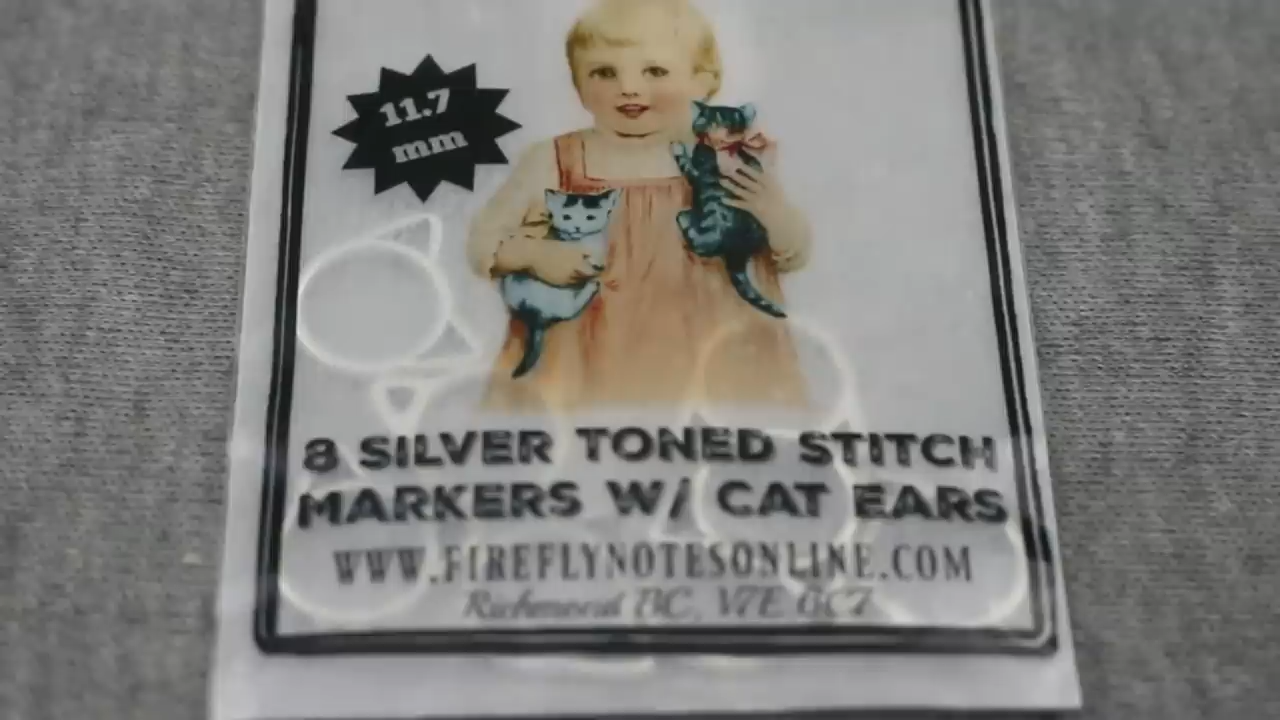 11.7
mm
8 SILVER TONED STITCH
MARKERS W/ CAT EARS
WWW.FIREFLYNOTESONLINE.COM
Richmond BC, V7E 6C7